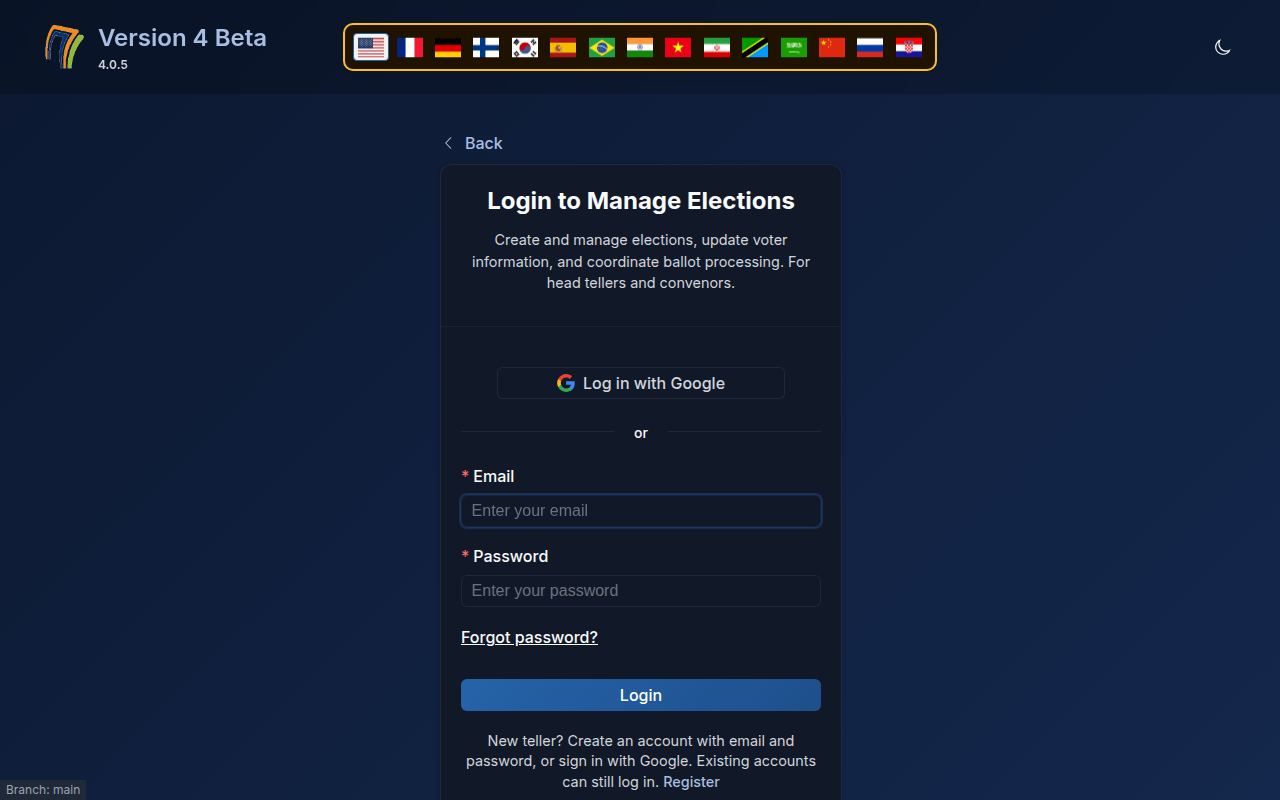 Version 4 Beta
4.0.5
Back
Login to Manage Elections
Create and manage elections, update voter
information, and coordinate ballot processing. For
head tellers and convenors.
Log in with Google
or
* Email
Enter your email
* Password
Enter your password
Forgot password?
Login
New teller? Create an account with email and
password, or sign in with Google. Existing accounts
can still log in. Register
Branch: main